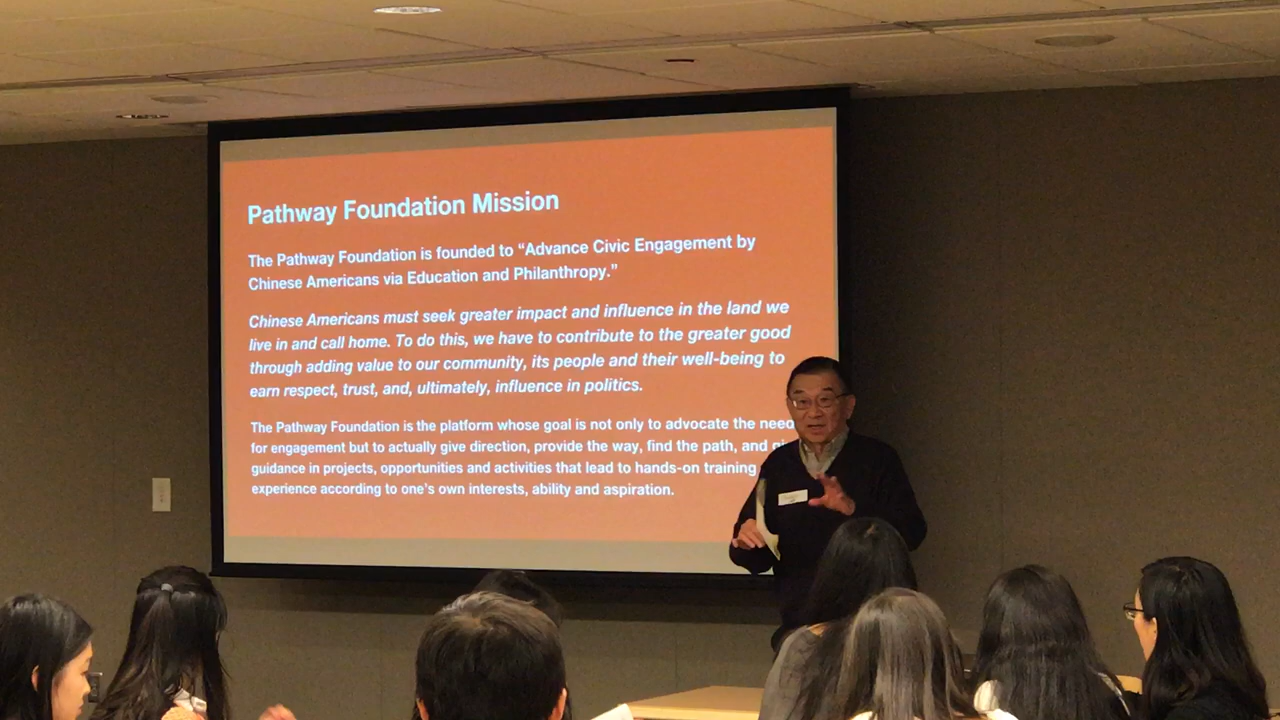 Pathway Foundation Mission
The Pathway Foundation is founded to “Advance Civic Engagement by
Chinese Americans via Education and Philanthropy.”
Chinese Americans must seek greater impact and influence in the land we
live in and call home. To do this, we have to contribute to the greater good
through adding value to our community, its people and their well-being to
earn respect, trust, and, ultimately, influence in politics.
The Pathway Foundation is the platform whose goal is not only to advocate the need
for engagement but to actually give direction, provide the way, find the path, and
guidance in projects, opportunities and activities that lead to hands-on training
experience according to one’s own interests, ability and aspiration.